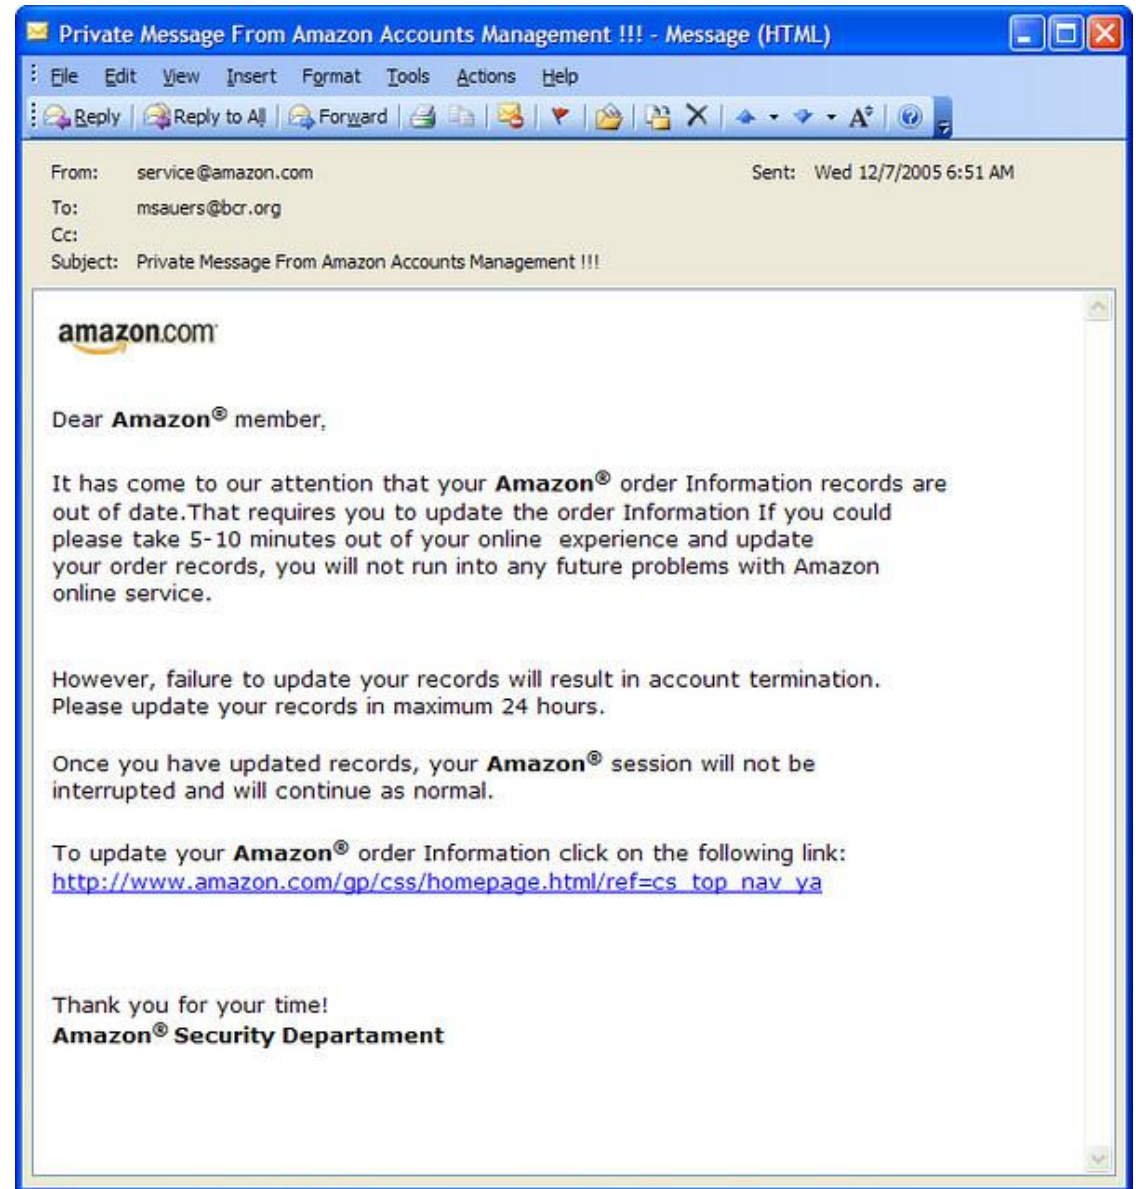 Private Message From Amazon Accounts Management !!! - Message (HTML)
File Edit View Insert Format Tools Actions Help
Reply Reply to All Forward
From: service@amazon.com Sent: Wed 12/7/2005 6:51 AM
To: msauers@bcr.org
Cc:
Subject: Private Message From Amazon Accounts Management !!!
amazon.com
Dear Amazon® member,
It has come to our attention that your Amazon® order Information records are
out of date.That requires you to update the order Information If you could
please take 5-10 minutes out of your online experience and update
your order records, you will not run into any future problems with Amazon
online service.
However, failure to update your records will result in account termination.
Please update your records in maximum 24 hours.
Once you have updated records, your Amazon® session will not be
interrupted and will continue as normal.
To update your Amazon® order Information click on the following link:
http://www.amazon.com/gp/css/homepage.html/ref=cs_top_nav_ya
Thank you for your time!
Amazon® Security Departament